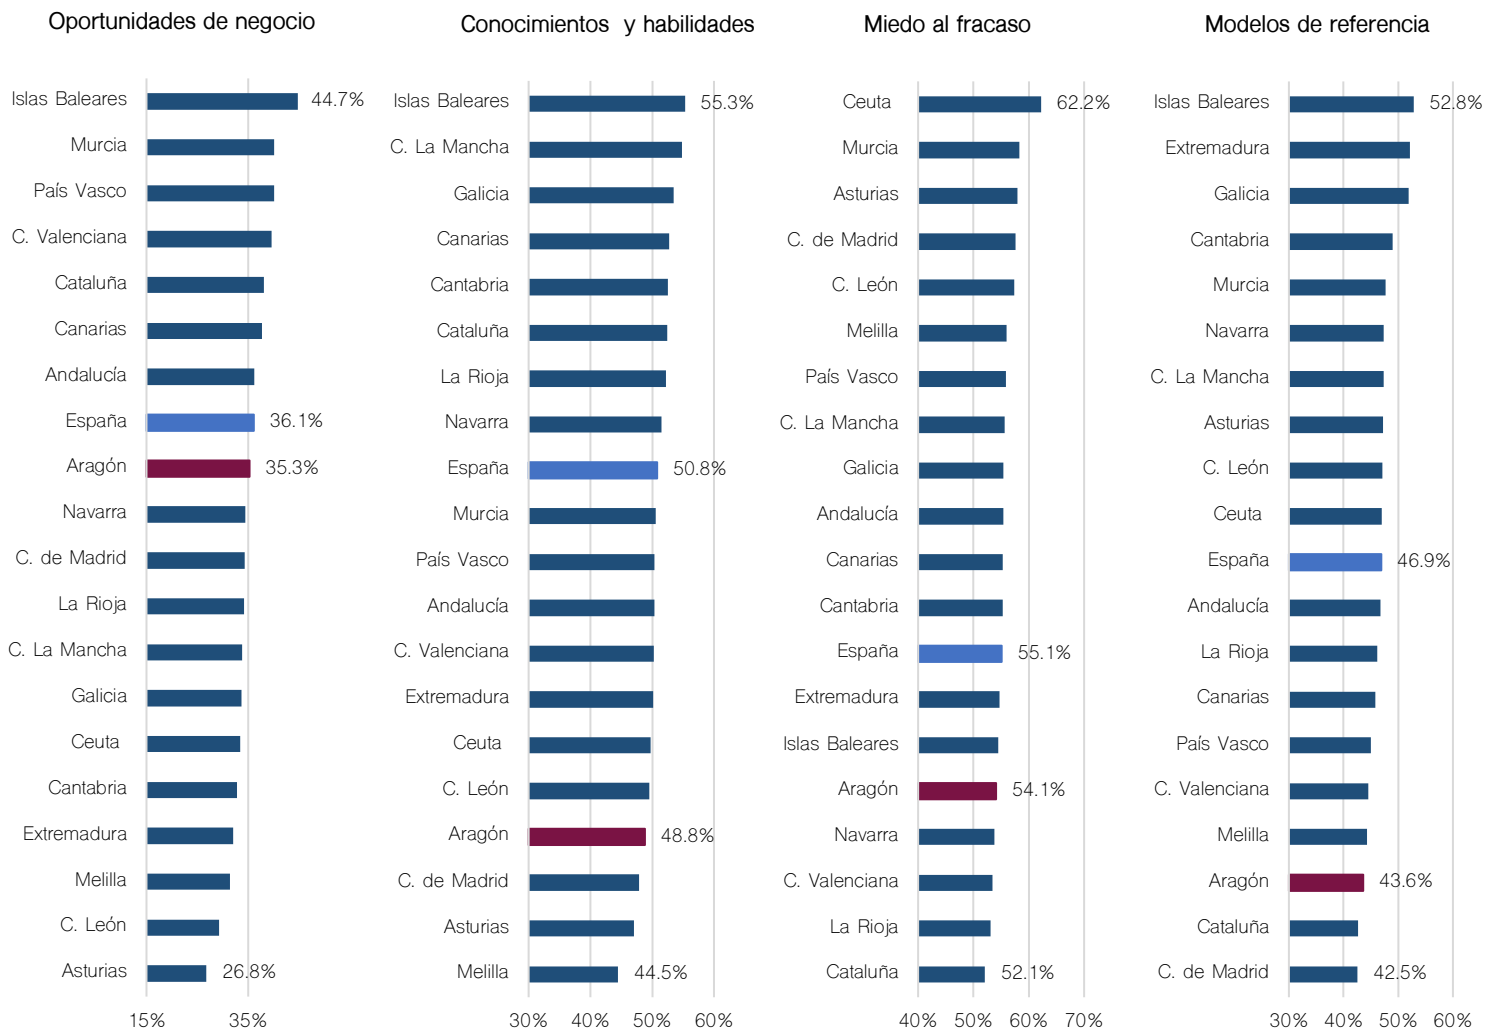 Oportunidades de negocio
Islas Baleares 44.7%
Murcia
País Vasco
C. Valenciana
Cataluña
Canarias
Andalucía
España 36.1%
Aragón 35.3%
Navarra
C. de Madrid
La Rioja
C. La Mancha
Galicia
Ceuta
Cantabria
Extremadura
Melilla
C. León
Asturias 26.8%
15% 35%
Conocimientos y habilidades
Islas Baleares 55.3%
C. La Mancha
Galicia
Canarias
Cantabria
Cataluña
La Rioja
Navarra
España 50.8%
Murcia
País Vasco
Andalucía
C. Valenciana
Extremadura
Ceuta
C. León
Aragón 48.8%
C. de Madrid
Asturias
Melilla 44.5%
30% 40% 50% 60%
Miedo al fracaso
Ceuta 62.2%
Murcia
Asturias
C. de Madrid
C. León
Melilla
País Vasco
C. La Mancha
Galicia
Andalucía
Canarias
Cantabria
España 55.1%
Extremadura
Islas Baleares
Aragón 54.1%
Navarra
C. Valenciana
La Rioja
Cataluña 52.1%
40% 50% 60% 70%
Modelos de referencia
Islas Baleares 52.8%
Extremadura
Galicia
Cantabria
Murcia
Navarra
C. La Mancha
Asturias
C. León
Ceuta
España 46.9%
Andalucía
La Rioja
Canarias
País Vasco
C. Valenciana
Melilla
Aragón 43.6%
Cataluña
C. de Madrid 42.5%
30% 40% 50% 60%